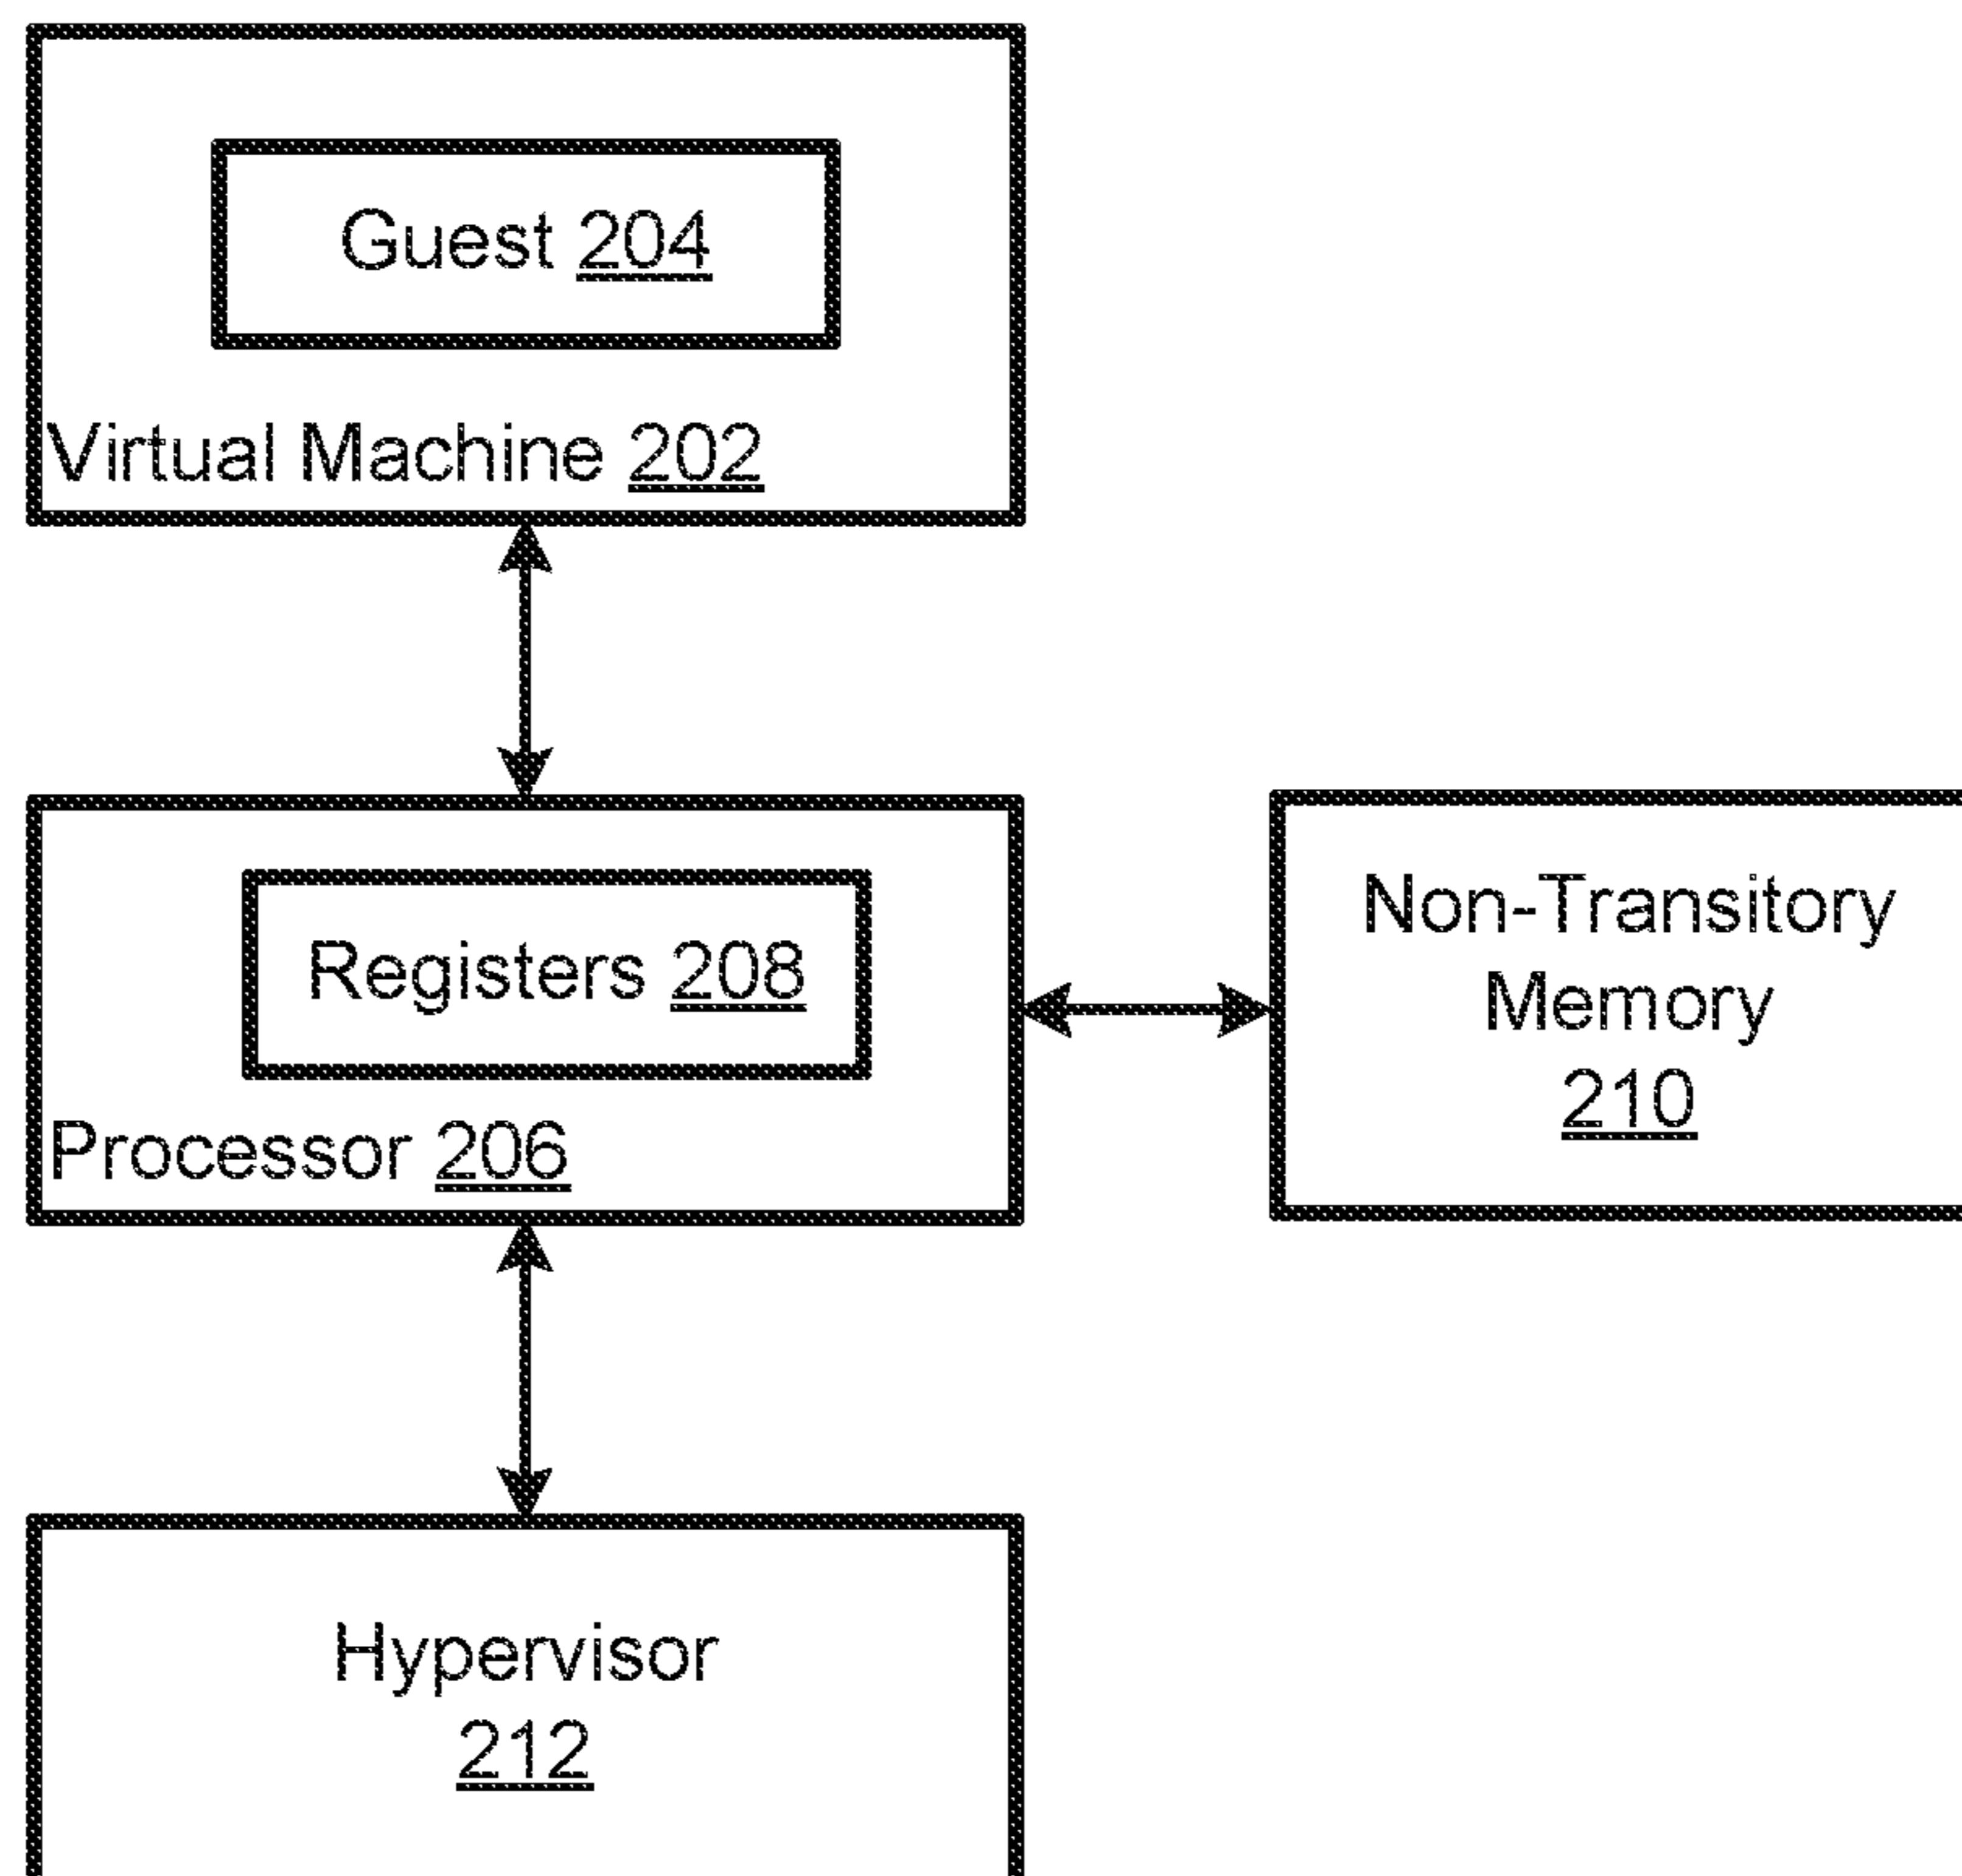 Guest 204
Virtual Machine 202
Registers 208
Processor 206
Non-Transitory
Memory
210
Hypervisor
212